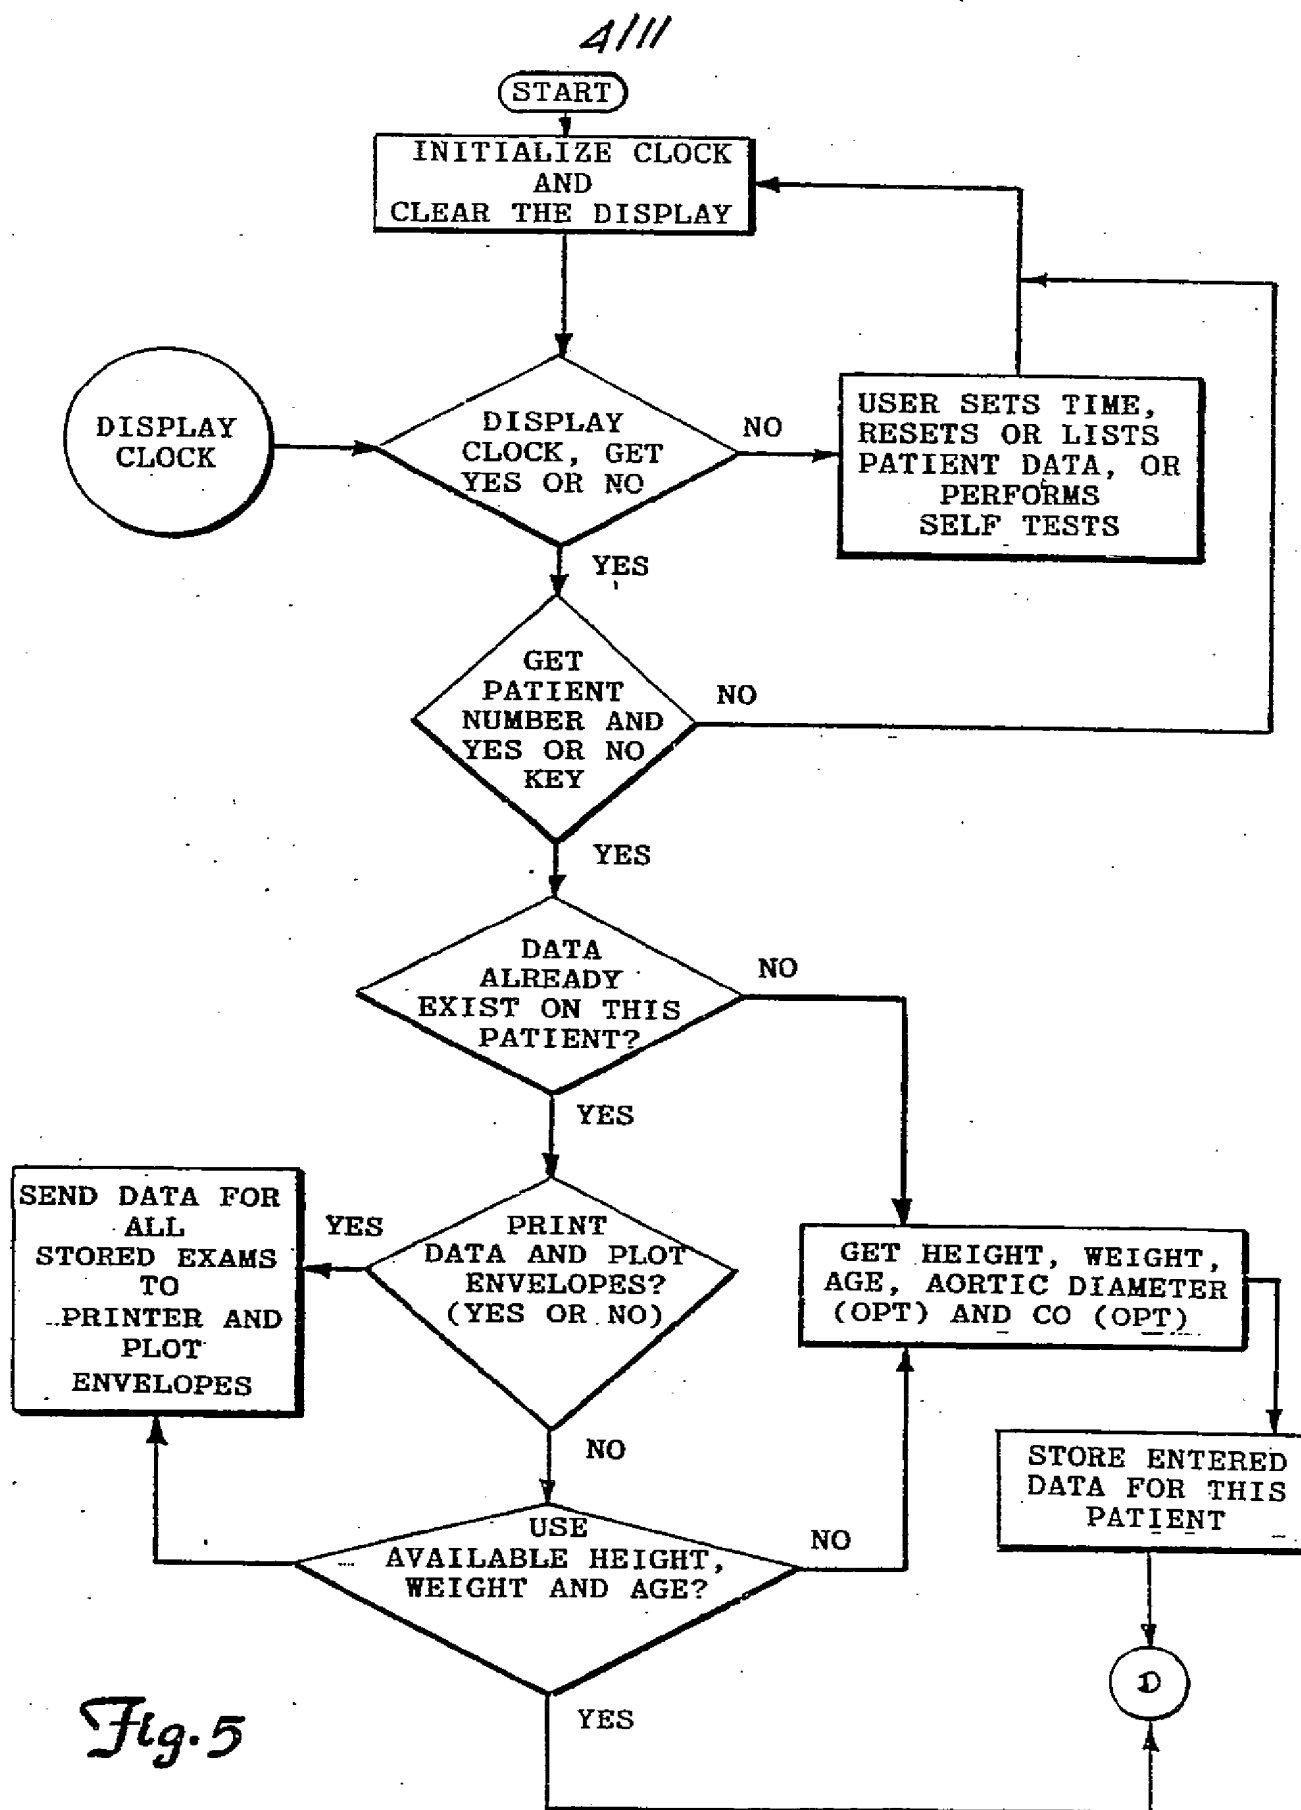 4/11
START
INITIALIZE CLOCK
AND
CLEAR THE DISPLAY
DISPLAY
CLOCK
DISPLAY
CLOCK, GET
YES OR NO
NO
USER SETS TIME,
RESETS OR LISTS
PATIENT DATA, OR
PERFORMS
SELF TESTS
YES
GET
PATIENT
NUMBER AND
YES OR NO
KEY
NO
YES
DATA
ALREADY
EXIST ON THIS
PATIENT?
NO
YES
SEND DATA FOR
ALL
STORED EXAMS
TO
PRINTER AND
PLOT
ENVELOPES
YES
PRINT
DATA AND PLOT
ENVELOPES?
(YES OR NO)
GET HEIGHT, WEIGHT,
AGE, AORTIC DIAMETER
(OPT) AND CO (OPT)
NO
USE
AVAILABLE HEIGHT,
WEIGHT AND AGE?
NO
STORE ENTERED
DATA FOR THIS
PATIENT
YES
D
Fig. 5